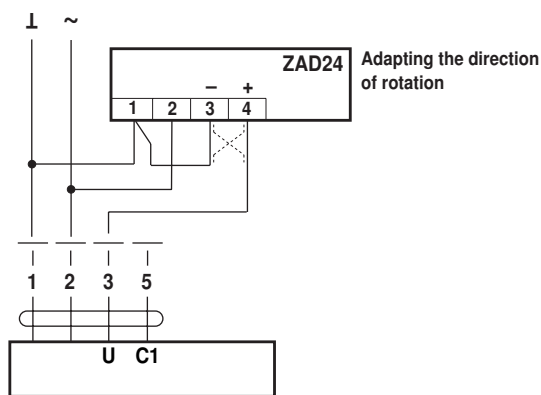 ⊥ ~
ZAD24
Adapting the direction
of rotation
– +
1 2 3 4
1 2 3 5
U C1